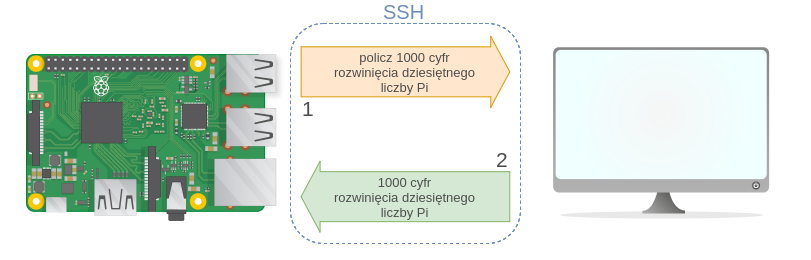 SSH
policz 1000 cyfr
rozwinięcia dziesiętnego
liczby Pi
1
2
1000 cyfr
rozwinięcia dziesiętnego
liczby Pi